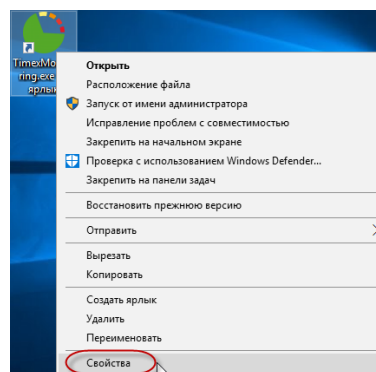 TimexMo
ring.exe
ярлык
Открыть
Расположение файла
Запуск от имени администратора
Исправление проблем с совместимостью
Закрепить на начальном экране
Проверка с использованием Windows Defender...
Закрепить на панели задач
Восстановить прежнюю версию
Отправить
Вырезать
Копировать
Создать ярлык
Удалить
Переименовать
Свойства